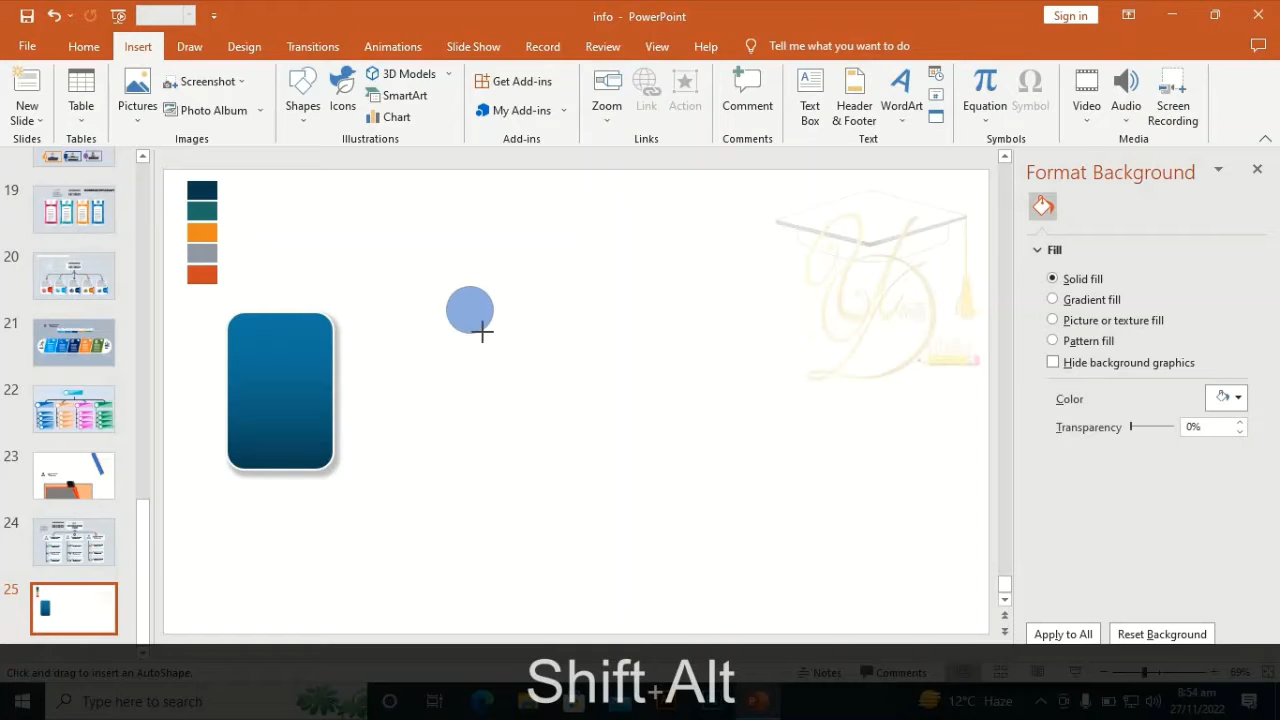 info - PowerPoint
Sign in
File Home Insert Draw Design Transitions Animations Slide Show Record Review View Help Tell me what you want to do
New Slide
Table
Pictures
Screenshot
Photo Album
Shapes
Icons
3D Models
SmartArt
Chart
Get Add-ins
My Add-ins
Zoom
Link
Action
Comment
Text Box
Header & Footer
WordArt
Equation
Symbol
Video
Audio
Screen Recording
Slides Tables Images Illustrations Add-ins Links Comments Text Symbols Media
19
20
21
22
23
24
25
Format Background
Fill
Solid fill
Gradient fill
Picture or texture fill
Pattern fill
Hide background graphics
Color
Transparency 0%
Apply to All Reset Background
Click and drag to insert an AutoShape.
Notes Comments 69%
Shift+Alt
Type here to search
12°C Haze
8:54 am
27/11/2022